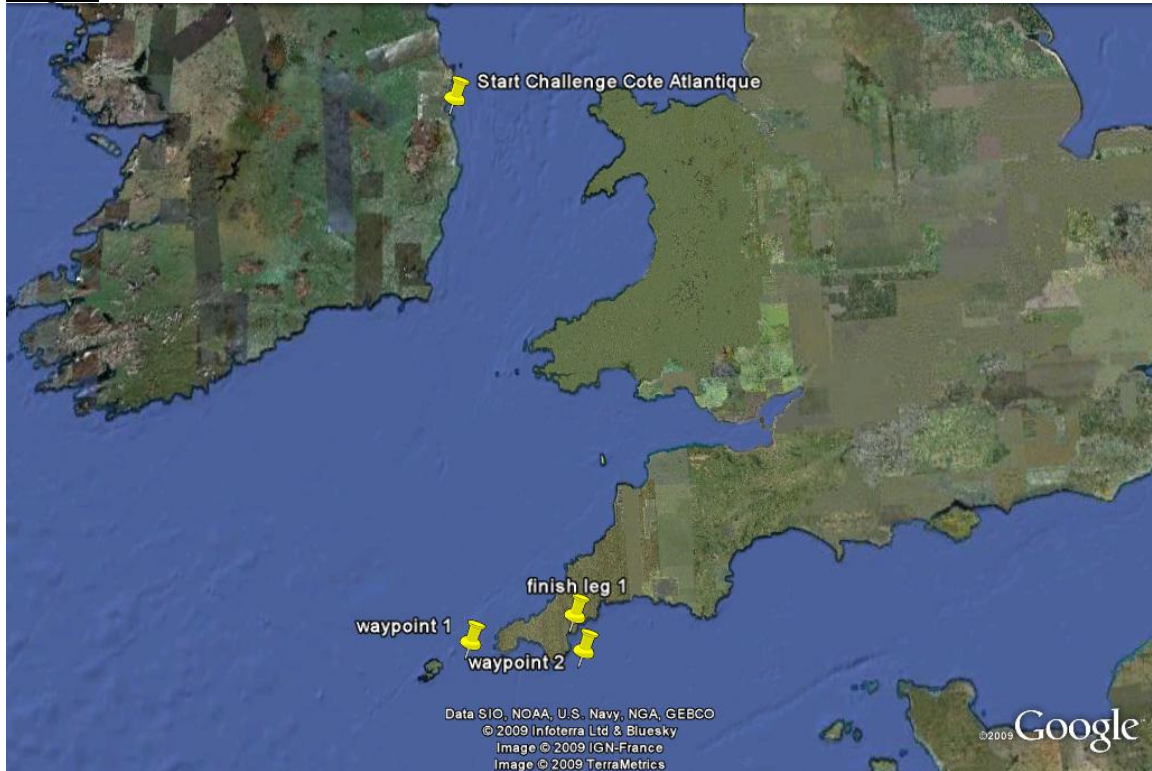 Start Challenge Cote Atlantique
finish leg 1
waypoint 1
waypoint 2
Data SIO, NOAA, U.S. Navy, NGA, GEBCO
© 2009 Infoterra Ltd & Bluesky
Image © 2009 IGN-France
Image © 2009 TerraMetrics
©2009 Google